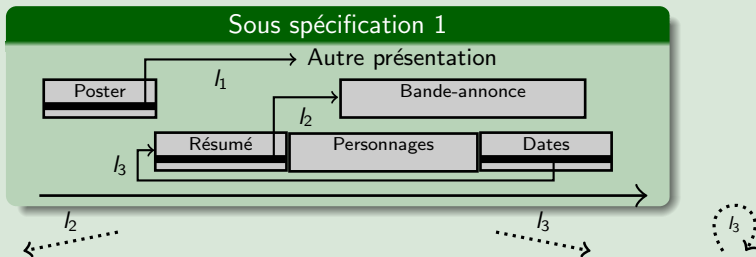 Sous spécification 1
Autre présentation
l1
Poster
Bande-annonce
l2
Résumé
Personnages
Dates
l3
l2
l3
l3